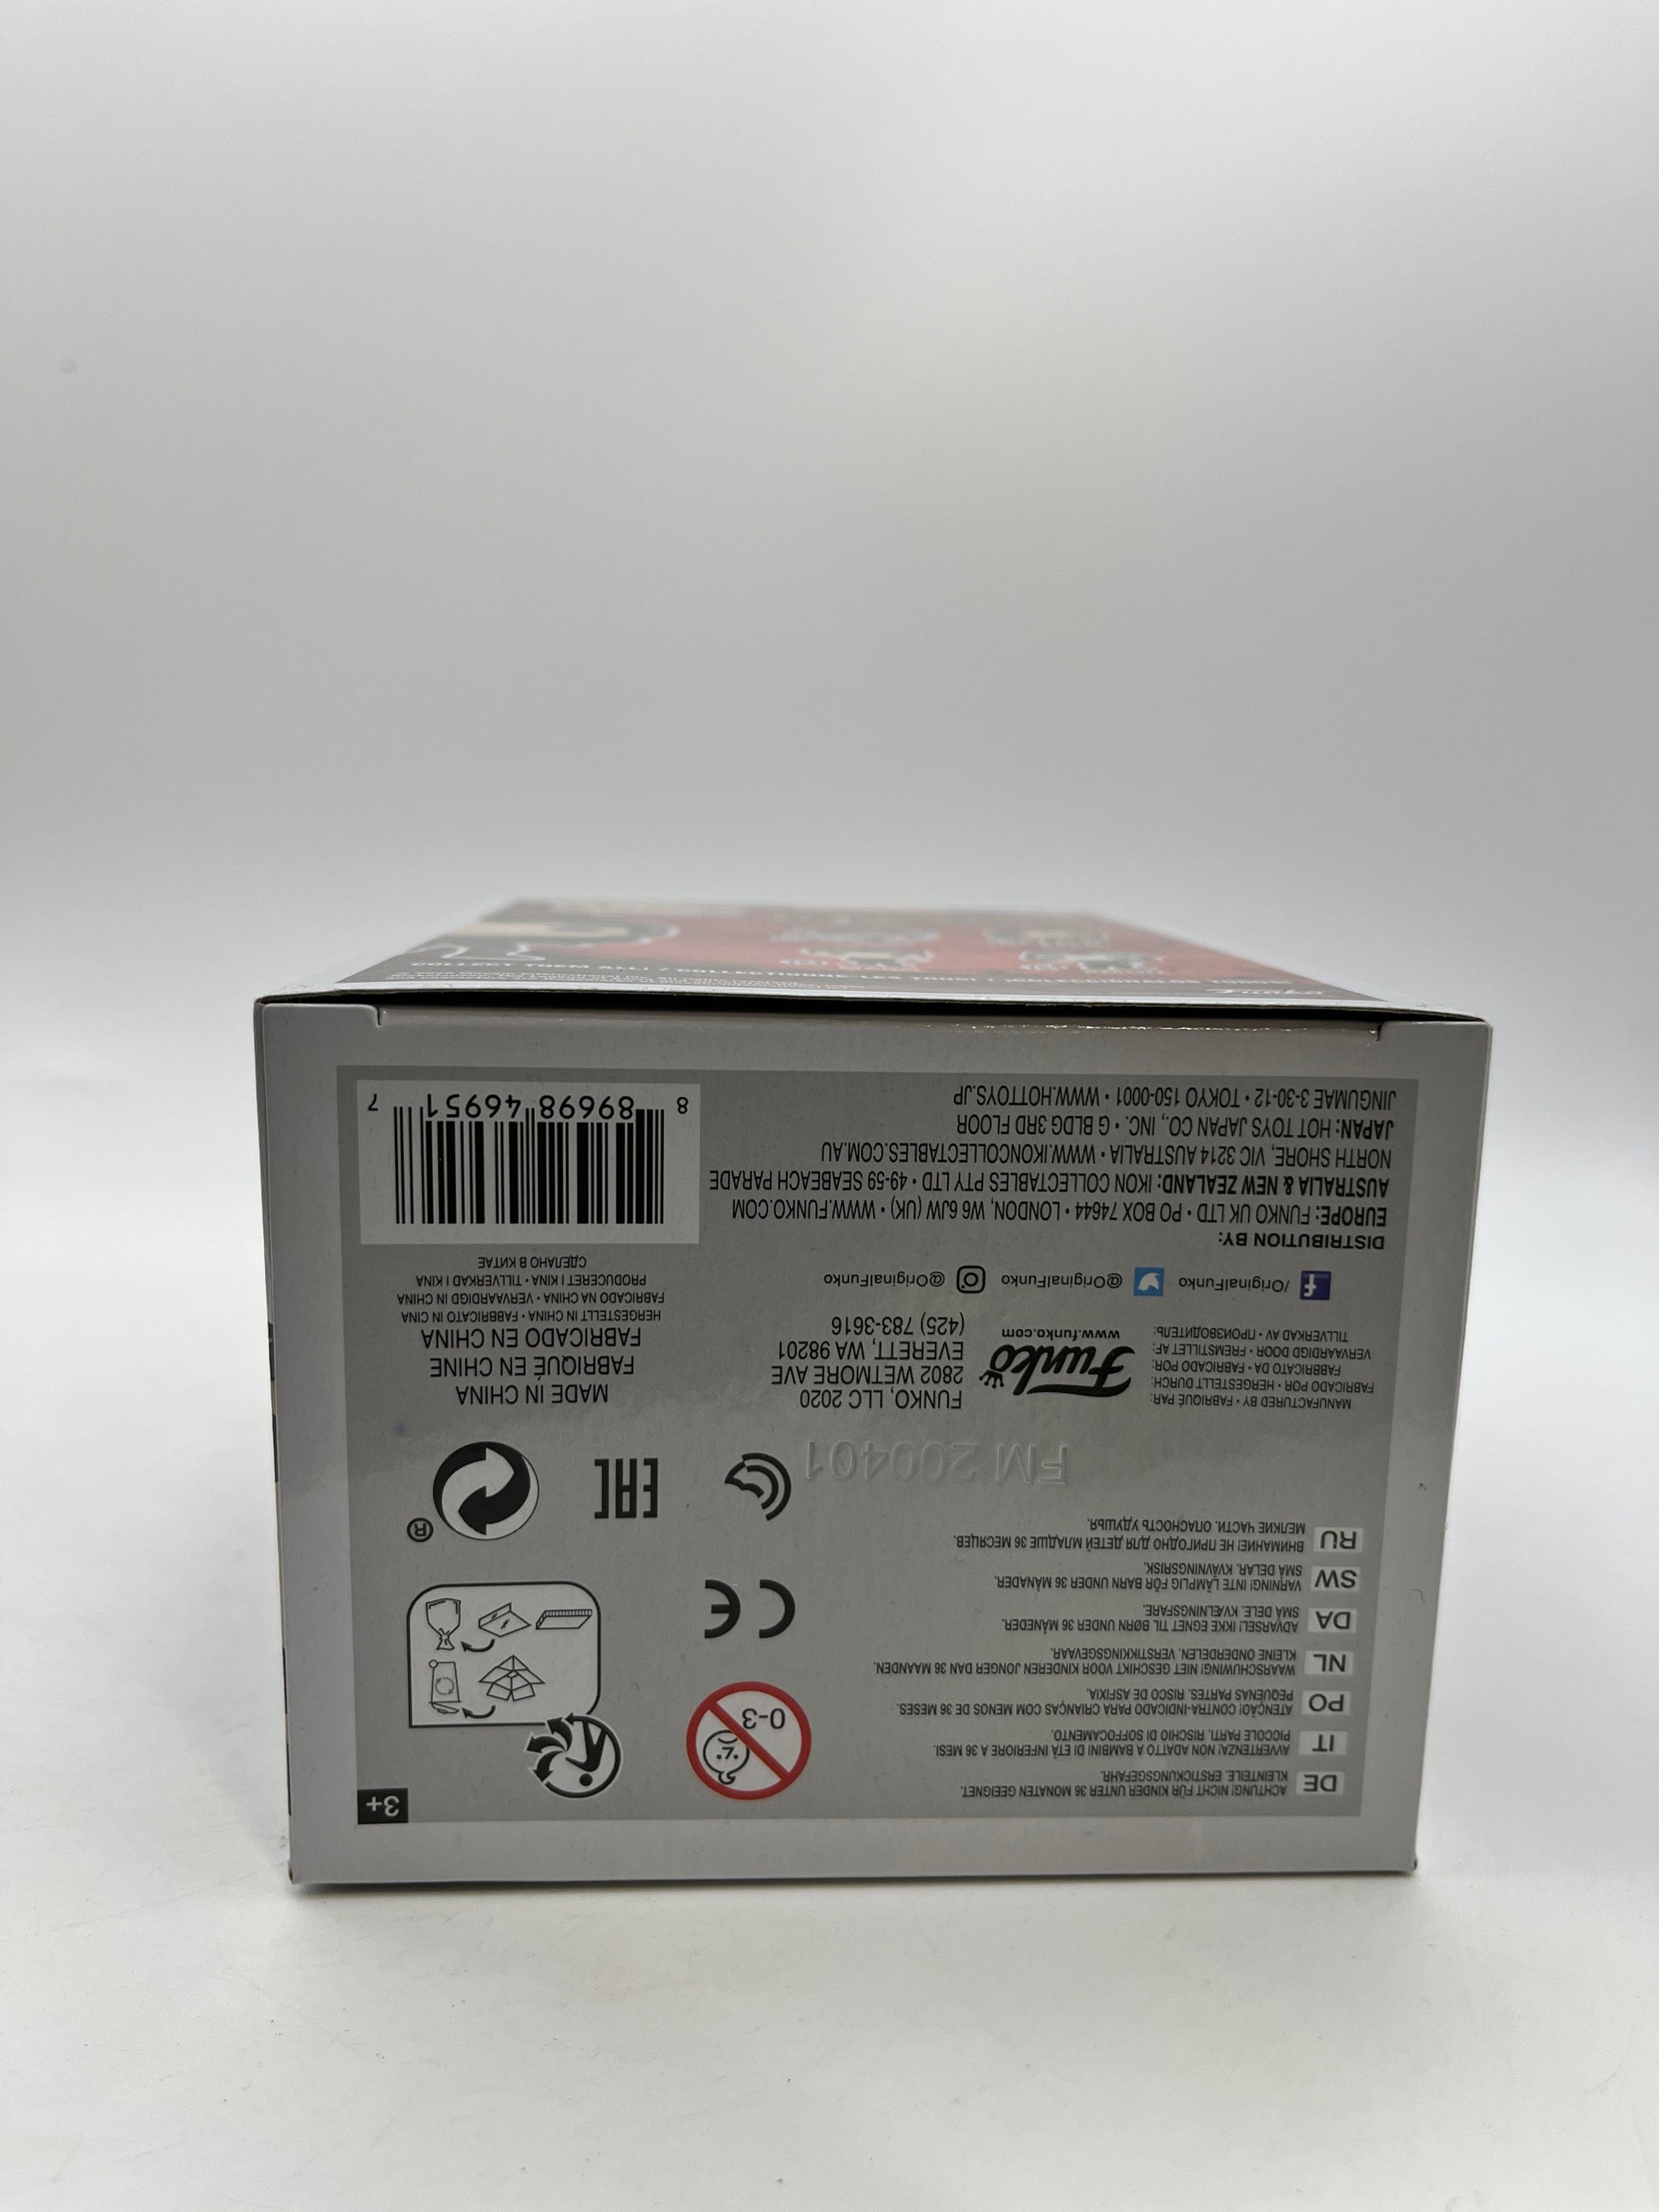 3+
DE
ACHTUNG! NICHT FÜR KINDER UNTER 36 MONATEN GEEIGNET.
KLEINTEILE. ERSTICKUNGSGEFAHR.
IT
AVVERTENZA! NON ADATTO A BAMBINI DI ETÀ INFERIORE A 36 MESI.
PICCOLE PARTI. RISCHIO DI SOFFOCAMENTO.
PO
ATENÇÃO! CONTRA-INDICADO PARA CRIANÇAS COM MENOS DE 36 MESES.
PEQUENAS PARTES. RISCO DE ASFIXIA.
NL
WAARSCHUWING! NIET GESCHIKT VOOR KINDEREN JONGER DAN 36 MAANDEN.
KLEINE ONDERDELEN. VERSTIKKINGSGEVAAR.
DA
ADVARSEL! IKKE EGNET TIL BØRN UNDER 36 MÅNEDER.
SMÅ DELE. KVÆLNINGSFARE.
SW
VARNING! INTE LÄMPLIG FÖR BARN UNDER 36 MÅNADER.
SMÅ DELAR. KVÄVNINGSRISK.
RU
ВНИМАНИЕ! НЕ ПРИГОДНО ДЛЯ ДЕТЕЙ МЛАДШЕ 36 МЕСЯЦЕВ.
МЕЛКИЕ ЧАСТИ. ОПАСНОСТЬ УДУШЬЯ.
0-3
CE
EAC
®
FM 200401
MANUFACTURED BY • FABRIQUÉ PAR:
FABRICADO POR • HERGESTELLT DURCH:
FABBRICATO DA • FABRICADO POR:
VERVAARDIGD DOOR • FREMSTILLET AF:
TILLVERKAD AV • ПРОИЗВОДИТЕЛЬ:
Funko
www.funko.com
FUNKO, LLC 2020
2802 WETMORE AVE
EVERETT, WA 98201
(425) 783-3616
MADE IN CHINA
FABRIQUÉ EN CHINE
FABRICADO EN CHINA
HERGESTELLT IN CHINA • FABBRICATO IN CINA
FABRICADO NA CHINA • VERVAARDIGD IN CHINA
PRODUCERET I KINA • TILLVERKAD I KINA
СДЕЛАНО В КИТАЕ
/OriginalFunko
@OriginalFunko
@OriginalFunko
DISTRIBUTION BY:
EUROPE: FUNKO UK LTD • PO BOX 74644 • LONDON, W6 6JW (UK) • WWW.FUNKO.COM
AUSTRALIA & NEW ZEALAND: IKON COLLECTABLES PTY LTD • 49-59 SEABEACH PARADE
NORTH SHORE, VIC 3214 AUSTRALIA • WWW.IKONCOLLECTABLES.COM.AU
JAPAN: HOT TOYS JAPAN CO., INC. • G BLDG 3RD FLOOR
JINGUMAE 3-30-12 • TOKYO 150-0001 • WWW.HOTTOYS.JP
8 89698 46951 7
COLLECT THEM ALL! / COLLECTIONNE-LES TOUS! / ¡COLECCIÓNALOS TODOS!
Funko